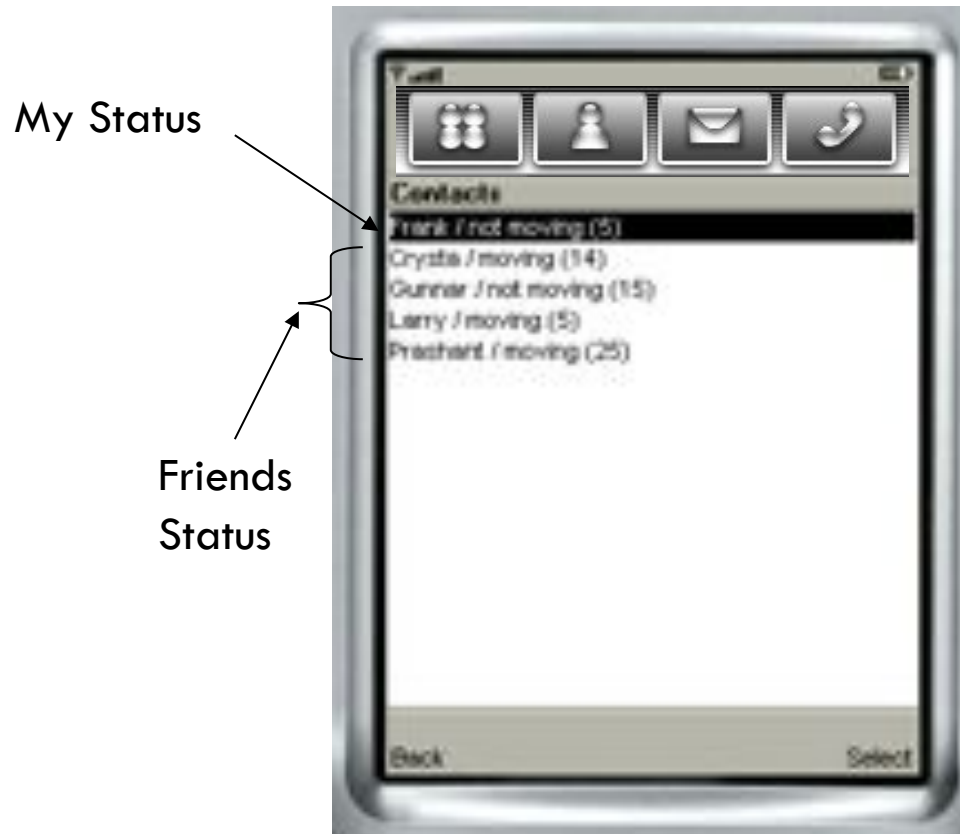 My Status
Contacts
Frank / not moving (5)
Crysta / moving (14)
Gunnar / not moving (15)
Larry / moving (5)
Prashant / moving (25)
Friends
Status
Back
Select